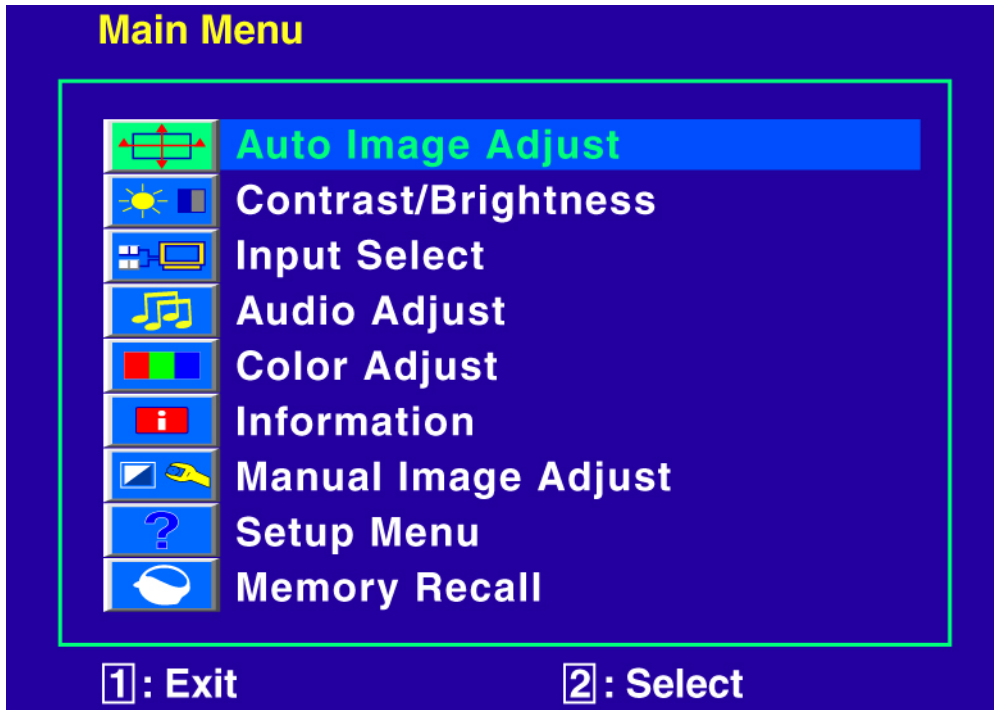 Main Menu
Auto Image Adjust
Contrast/Brightness
Input Select
Audio Adjust
Color Adjust
i Information
Manual Image Adjust
? Setup Menu
Memory Recall
1: Exit 2: Select